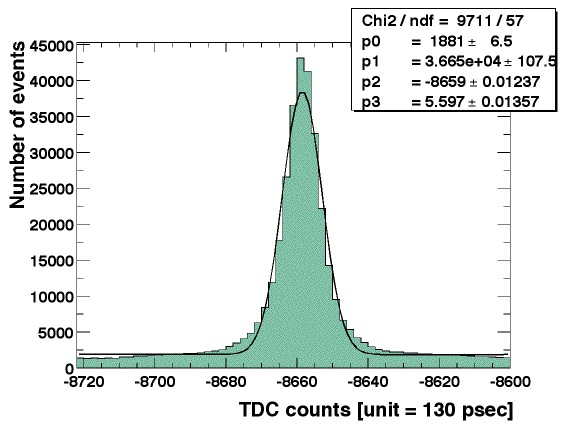 Chi2 / ndf = 9711 / 57
p0 = 1881 ± 6.5
p1 = 3.665e+04 ± 107.5
p2 = -8659 ± 0.01237
p3 = 5.597 ± 0.01357
Number of events
45000
40000
35000
30000
25000
20000
15000
10000
5000
0
-8720 -8700 -8680 -8660 -8640 -8620 -8600
TDC counts [unit = 130 psec]